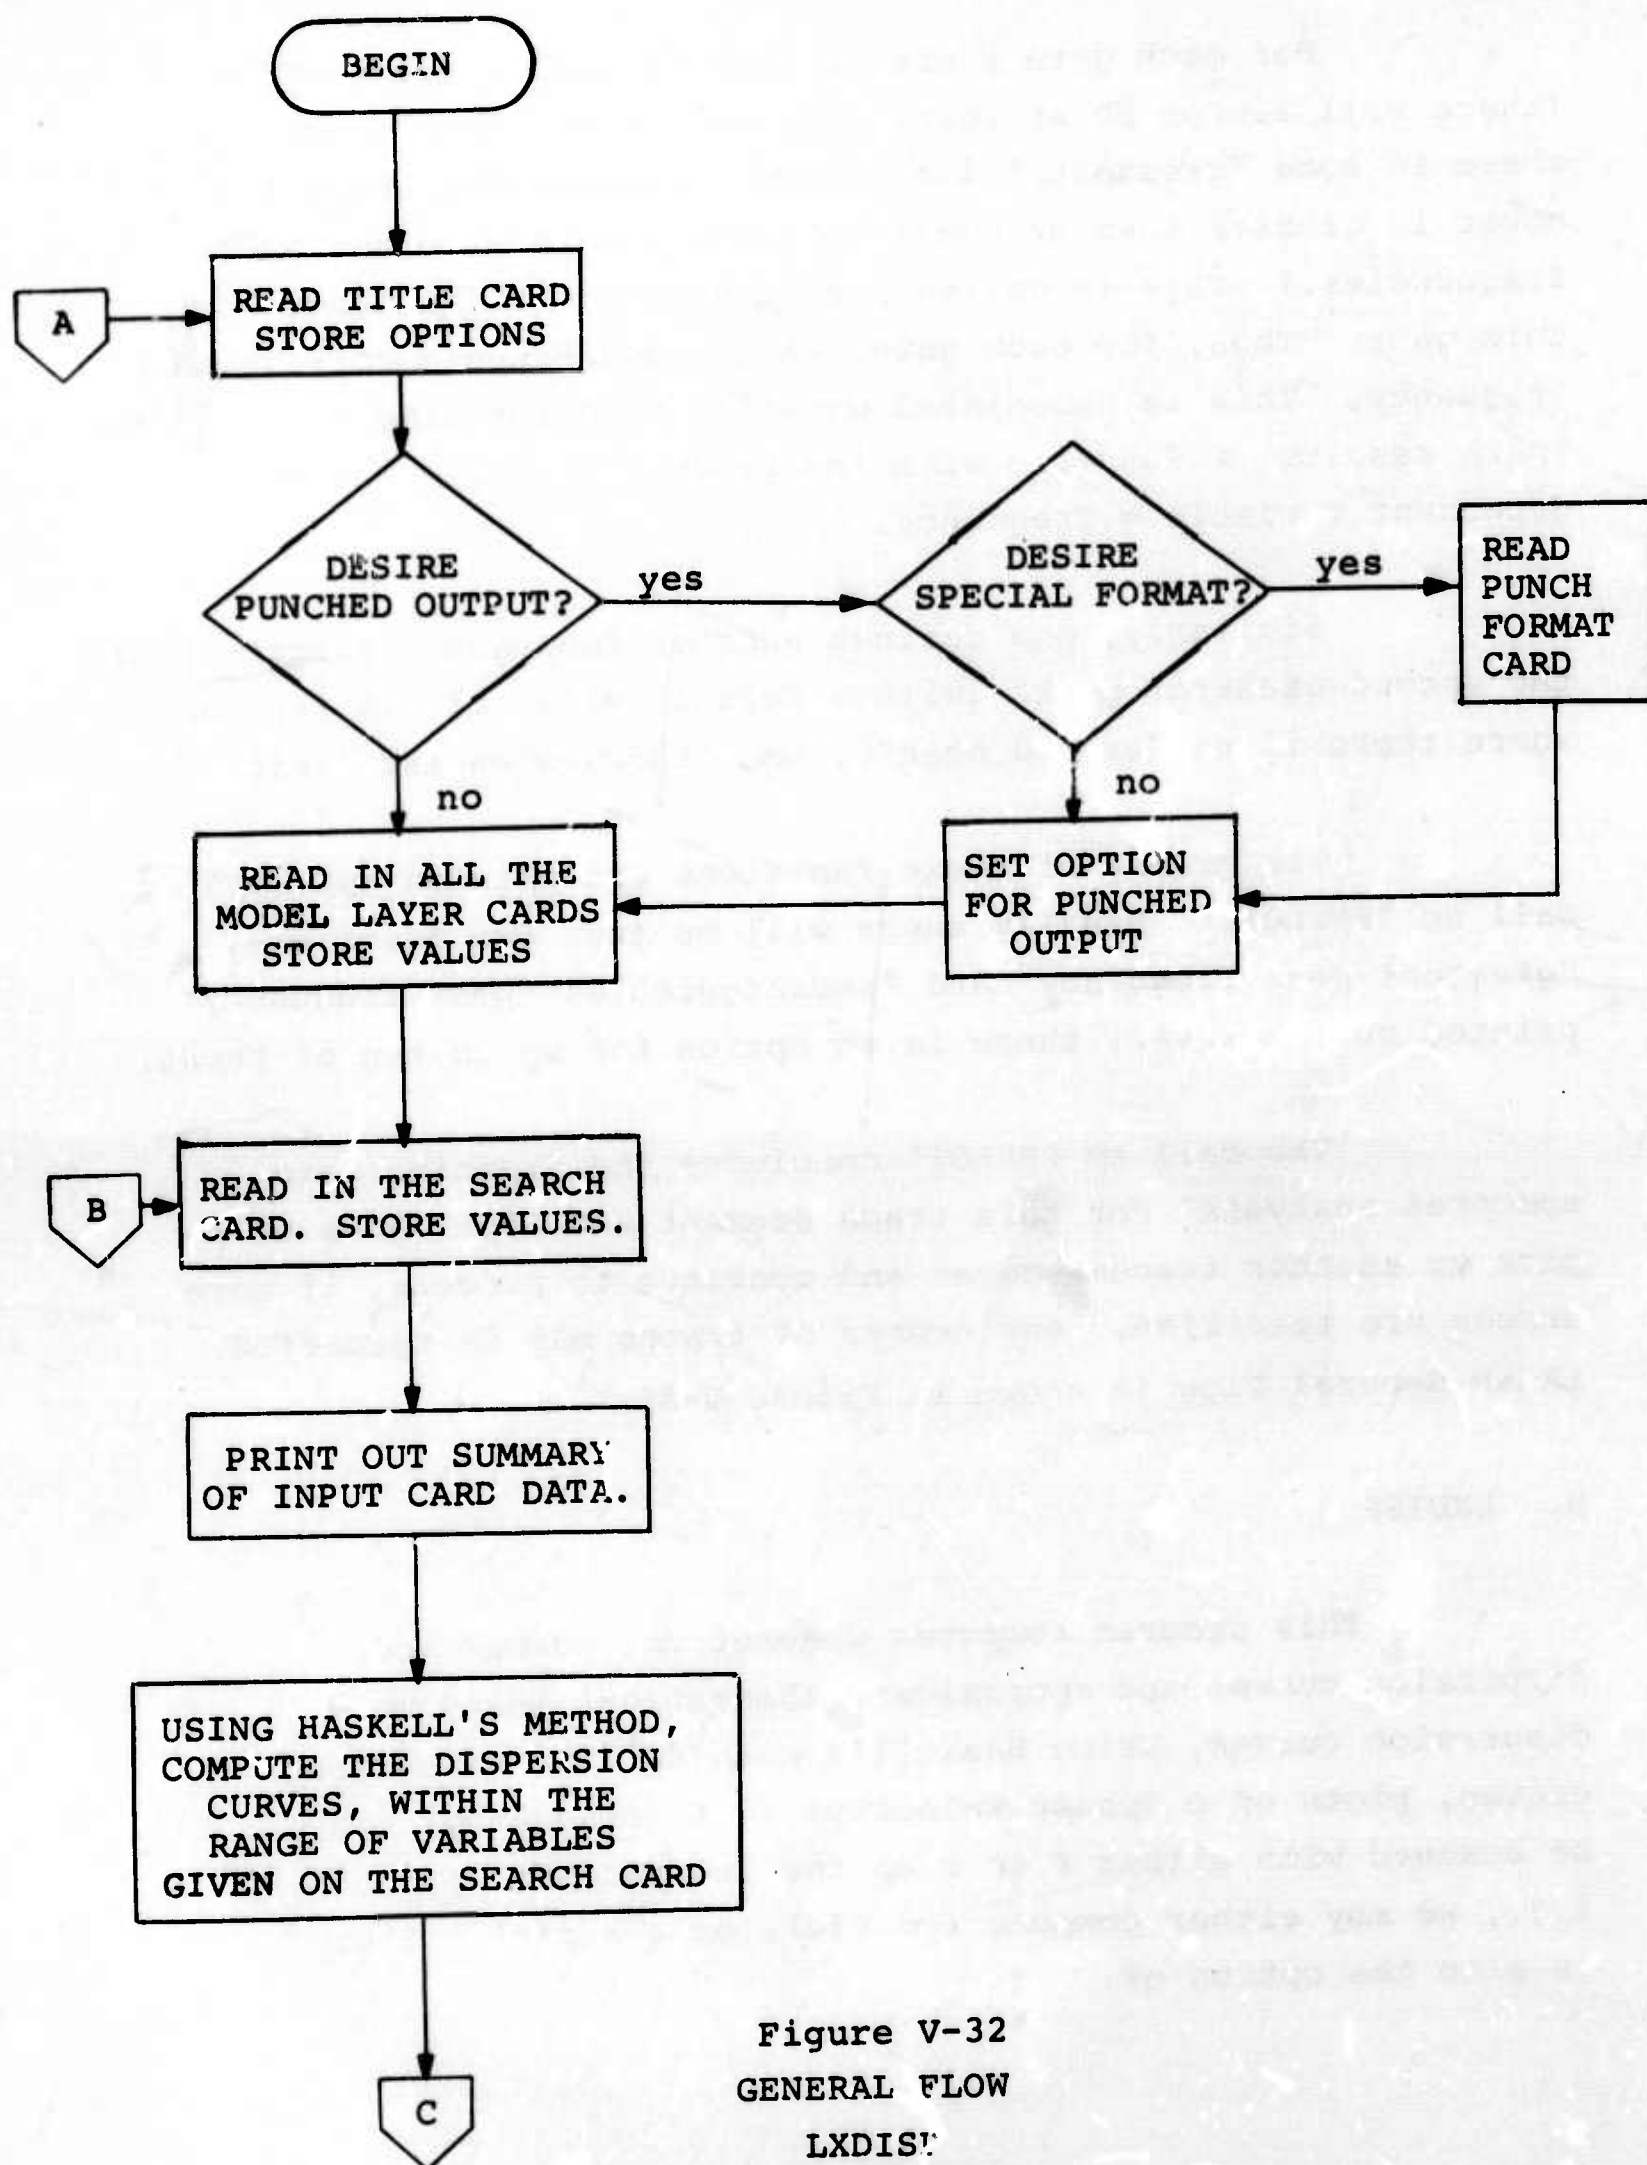 BEGIN
A
READ TITLE CARD
STORE OPTIONS
DESIRE
PUNCHED OUTPUT?
yes
DESIRE
SPECIAL FORMAT?
yes
READ
PUNCH
FORMAT
CARD
no
no
READ IN ALL THE
MODEL LAYER CARDS
STORE VALUES
SET OPTION
FOR PUNCHED
OUTPUT
B
READ IN THE SEARCH
CARD. STORE VALUES.
PRINT OUT SUMMARY
OF INPUT CARD DATA.
USING HASKELL'S METHOD,
COMPUTE THE DISPERSION
CURVES, WITHIN THE
RANGE OF VARIABLES
GIVEN ON THE SEARCH CARD
C
Figure V-32
GENERAL FLOW